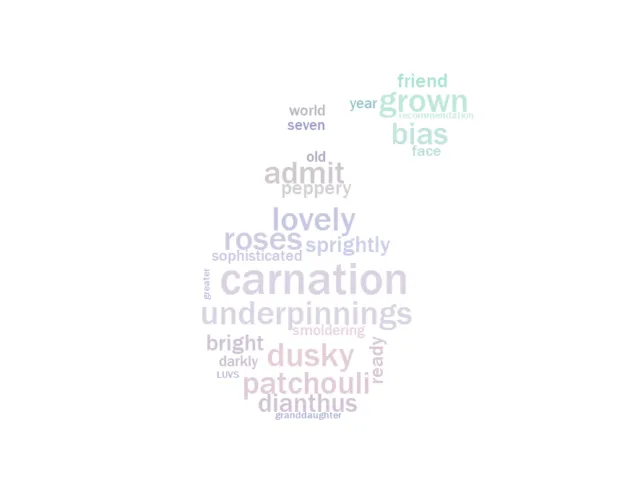 friend
year grown
recommendation
world
seven
bias
face
old
admit
peppery
lovely
roses sprightly
sophisticated
greater
carnation
underpinnings
smoldering
bright
dusky
ready
darkly
LUVS
patchouli
dianthus
granddaughter